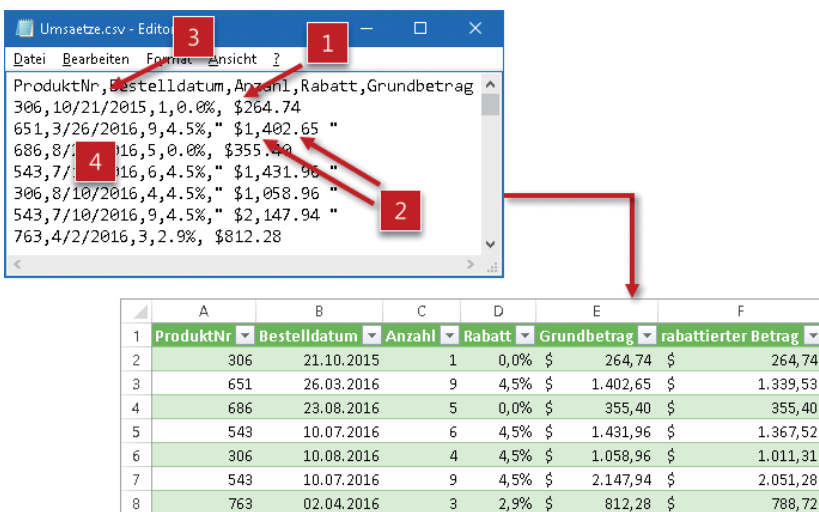 Umsaetze.csv - Editor
3
1
Datei Bearbeiten Format Ansicht ?
ProduktNr,Bestelldatum,Anzahl,Rabatt,Grundbetrag
306,10/21/2015,1,0.0%, $264.74
651,3/26/2016,9,4.5%," $1,402.65 "
686,8/2 16,5,0.0%, $355.40
4
543,7/ 16,6,4.5%," $1,431.96 "
306,8/10/2016,4,4.5%," $1,058.96 "
2
543,7/10/2016,9,4.5%," $2,147.94 "
763,4/2/2016,3,2.9%, $812.28
A B C D E F
1 ProduktNr Bestelldatum Anzahl Rabatt Grundbetrag rabattierter Betrag
2 306 21.10.2015 1 0,0% $ 264,74 $ 264,74
3 651 26.03.2016 9 4,5% $ 1.402,65 $ 1.339,53
4 686 23.08.2016 5 0,0% $ 355,40 $ 355,40
5 543 10.07.2016 6 4,5% $ 1.431,96 $ 1.367,52
6 306 10.08.2016 4 4,5% $ 1.058,96 $ 1.011,31
7 543 10.07.2016 9 4,5% $ 2.147,94 $ 2.051,28
8 763 02.04.2016 3 2,9% $ 812,28 $ 788,72